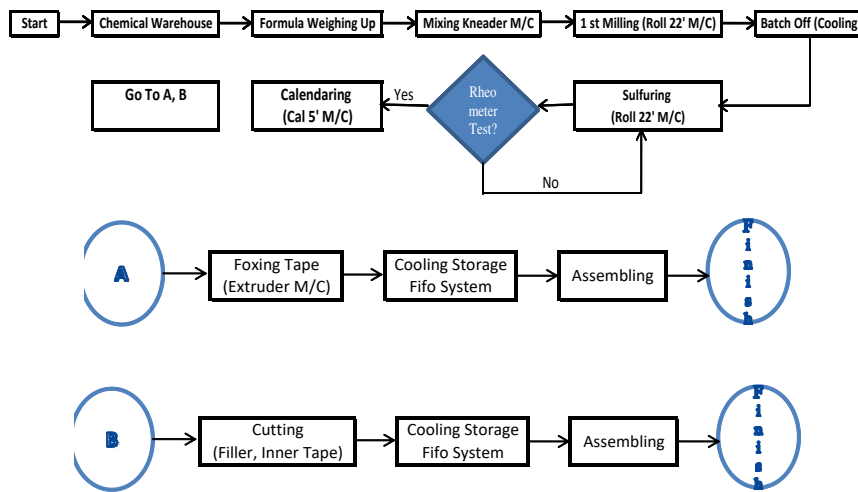 Start
Chemical Warehouse
Formula Weighing Up
Mixing Kneader M/C
1 st Milling (Roll 22' M/C)
Batch Off (Cooling
Go To A, B
Calendaring
(Cal 5' M/C)
Yes
Rheo
meter
Test?
Sulfuring
(Roll 22' M/C)
No
A
Foxing Tape
(Extruder M/C)
Cooling Storage
Fifo System
Assembling
Finish
B
Cutting
(Filler, Inner Tape)
Cooling Storage
Fifo System
Assembling
Finish